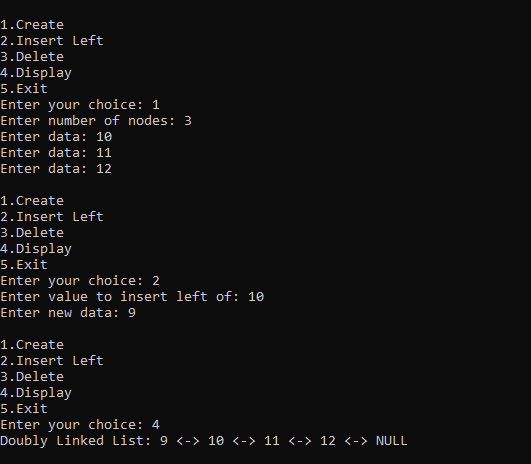 1.Create
2.Insert Left
3.Delete
4.Display
5.Exit
Enter your choice: 1
Enter number of nodes: 3
Enter data: 10
Enter data: 11
Enter data: 12
1.Create
2.Insert Left
3.Delete
4.Display
5.Exit
Enter your choice: 2
Enter value to insert left of: 10
Enter new data: 9
1.Create
2.Insert Left
3.Delete
4.Display
5.Exit
Enter your choice: 4
Doubly Linked List: 9 <-> 10 <-> 11 <-> 12 <-> NULL